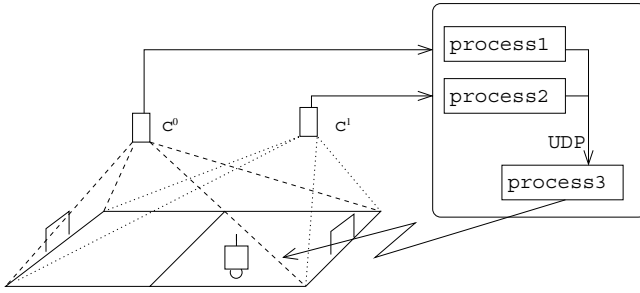 process1
process2
C⁰
C¹
UDP
process3